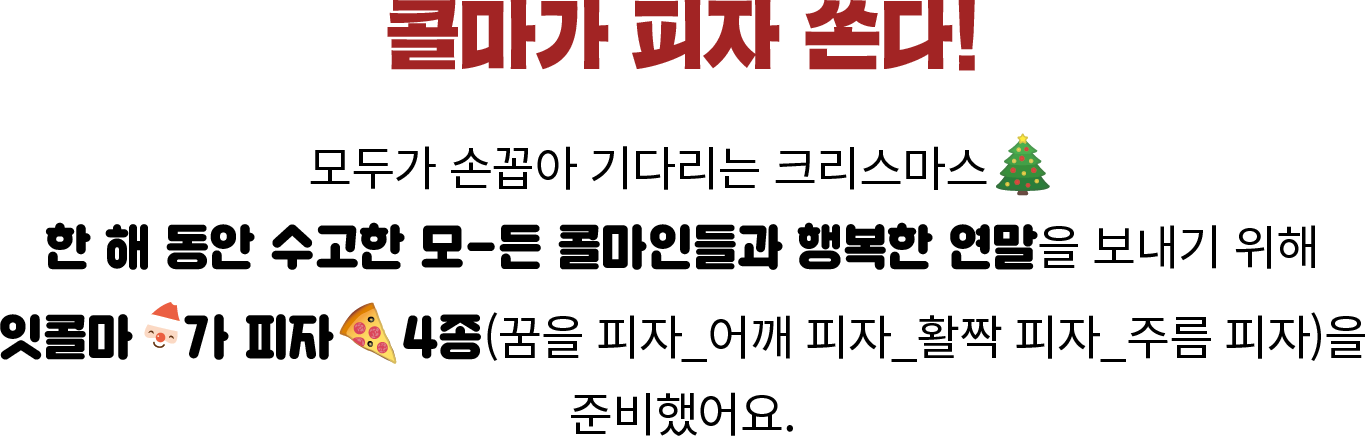 콜마가 피자 쏜다!
모두가 손꼽아 기다리는 크리스마스🎄
한 해 동안 수고한 모-든 콜마인들과 행복한 연말을 보내기 위해
잇콜마🎅가 피자🍕4종(꿈을 피자_어깨 피자_활짝 피자_주름 피자)을
준비했어요.